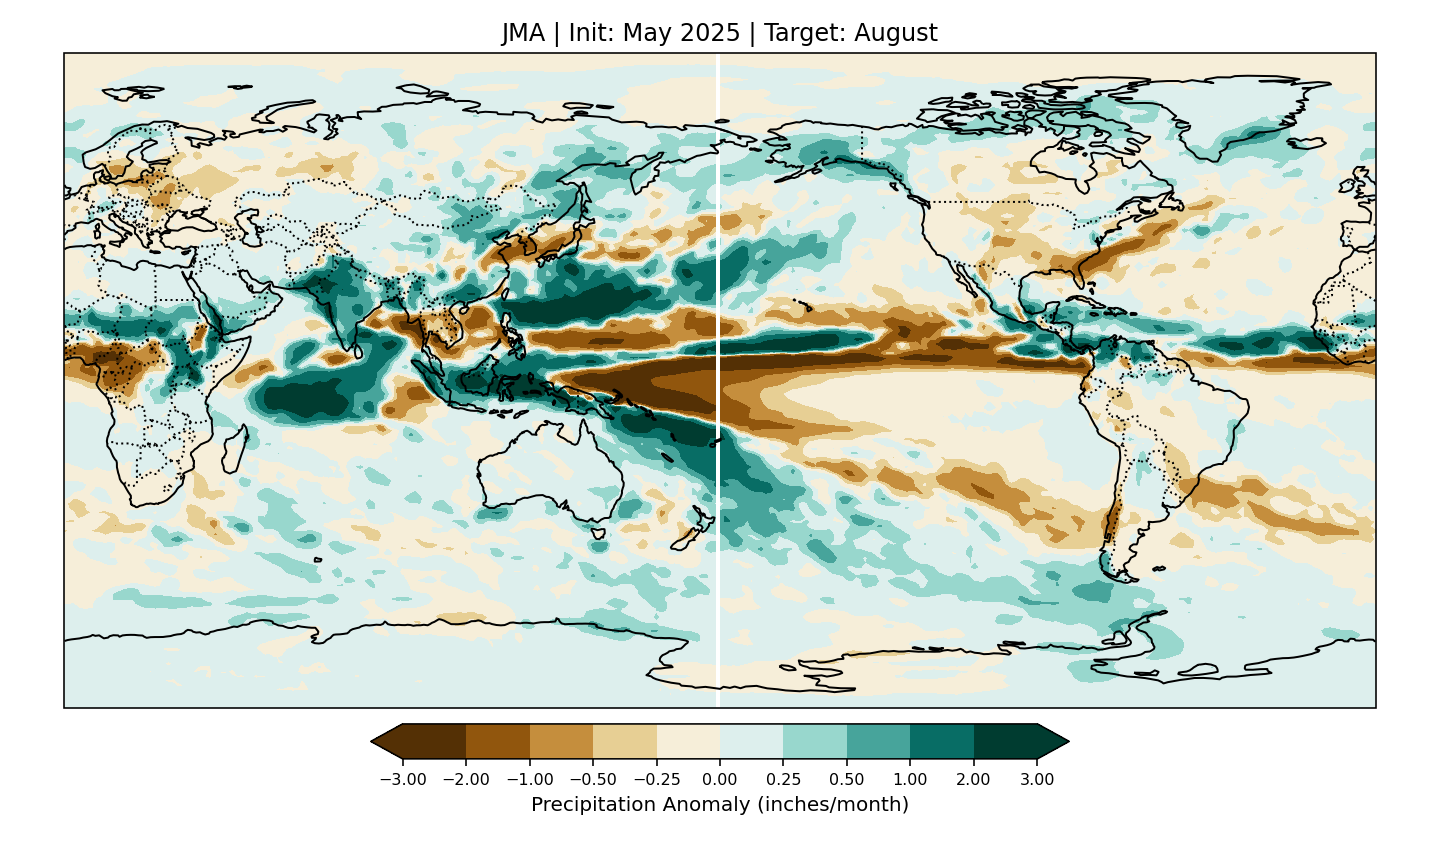 JMA | Init: May 2025 | Target: August
−3.00 −2.00 −1.00 −0.50 −0.25 0.00 0.25 0.50 1.00 2.00 3.00
Precipitation Anomaly (inches/month)